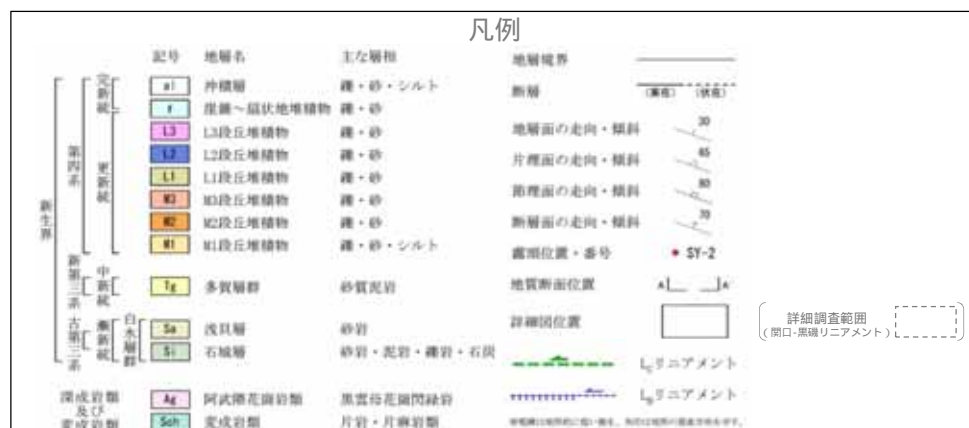 凡例
記号 地層名 主な層相
al 沖積層 礫・砂・シルト
f 崖錐~扇状地堆積物 礫・砂
L3 L3段丘堆積物 礫・砂
L2 L2段丘堆積物 礫・砂
L1 L1段丘堆積物 礫・砂
M3 M3段丘堆積物 礫・砂
M2 M2段丘堆積物 礫・砂
M1 M1段丘堆積物 礫・砂・シルト
Tg 多賀層群 砂質泥岩
Sa 浅貝層 砂岩
Si 石城層 砂岩・泥岩・礫岩・石炭
Ag 阿武隈花崗岩類 黒雲母花崗閃緑岩
Sch 変成岩類 片岩・片麻岩類
新生界
第四系
完新統
更新統
新第三系
中新統
古第三系
漸新統
白水層群
深成岩類
及び
変成岩類
地層境界
断層 (実在) (伏在)
地層面の走向・傾斜 30
片理面の走向・傾斜 65
節理面の走向・傾斜 80
断層面の走向・傾斜 70
露頭位置・番号 SY-2
地質断面位置 A A'
詳細図位置
LCリニアメント
LDリニアメント
詳細調査範囲
(関口-黒磯リニアメント)